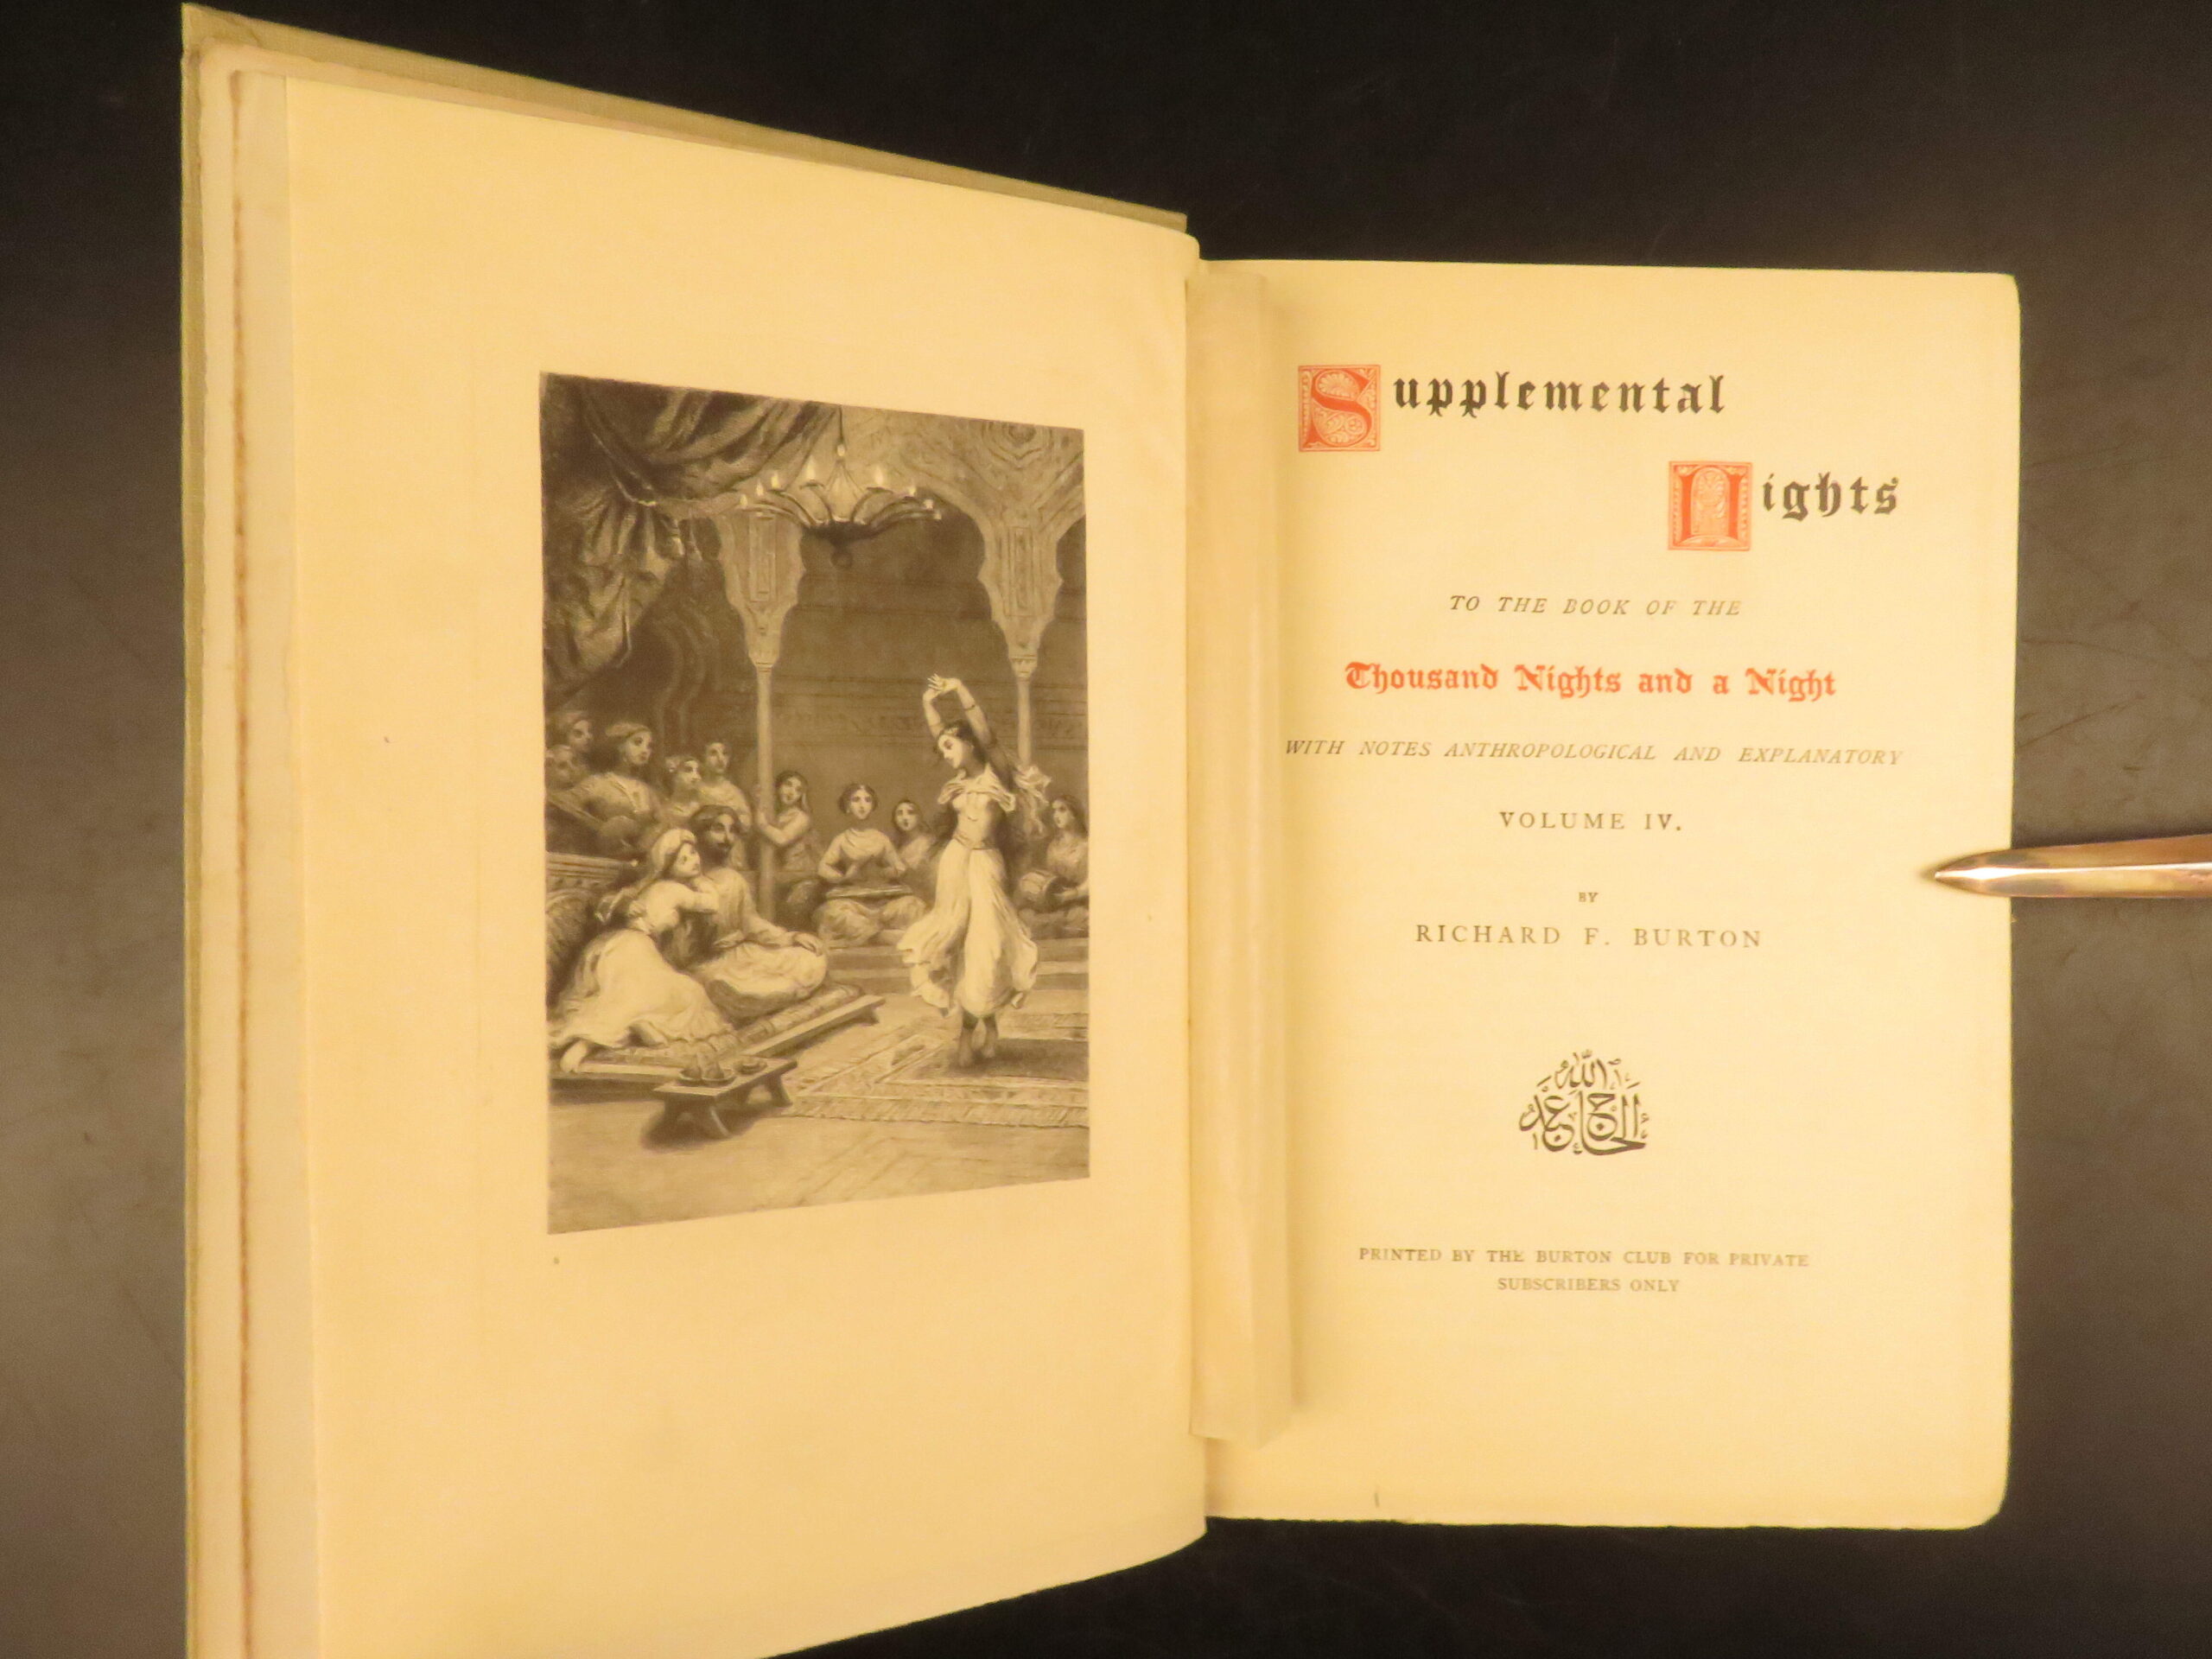 Supplemental
Nights
TO THE BOOK OF THE
Thousand Nights and a Night
WITH NOTES ANTHROPOLOGICAL AND EXPLANATORY
VOLUME IV.
BY
RICHARD F. BURTON
الحاج عبد الله
PRINTED BY THE BURTON CLUB FOR PRIVATE
SUBSCRIBERS ONLY